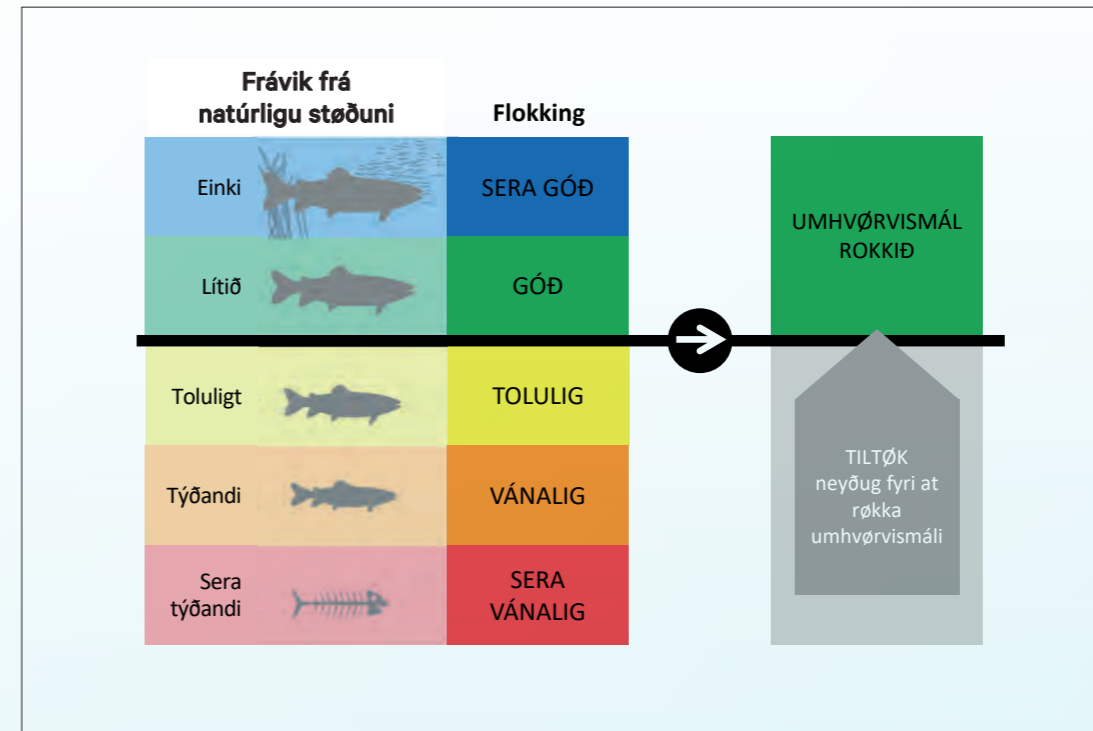 Frávik frá
natúrligu støðuni
Flokking
Einki
SERA GÓÐ
Lítið
GÓÐ
Toluligt
TOLULIG
Týðandi
VÁNALIG
Sera
týðandi
SERA
VÁNALIG
UMHVØRVISMÁL
ROKKIÐ
TILTØK
neyðug fyri at
røkka
umhvørvismáli